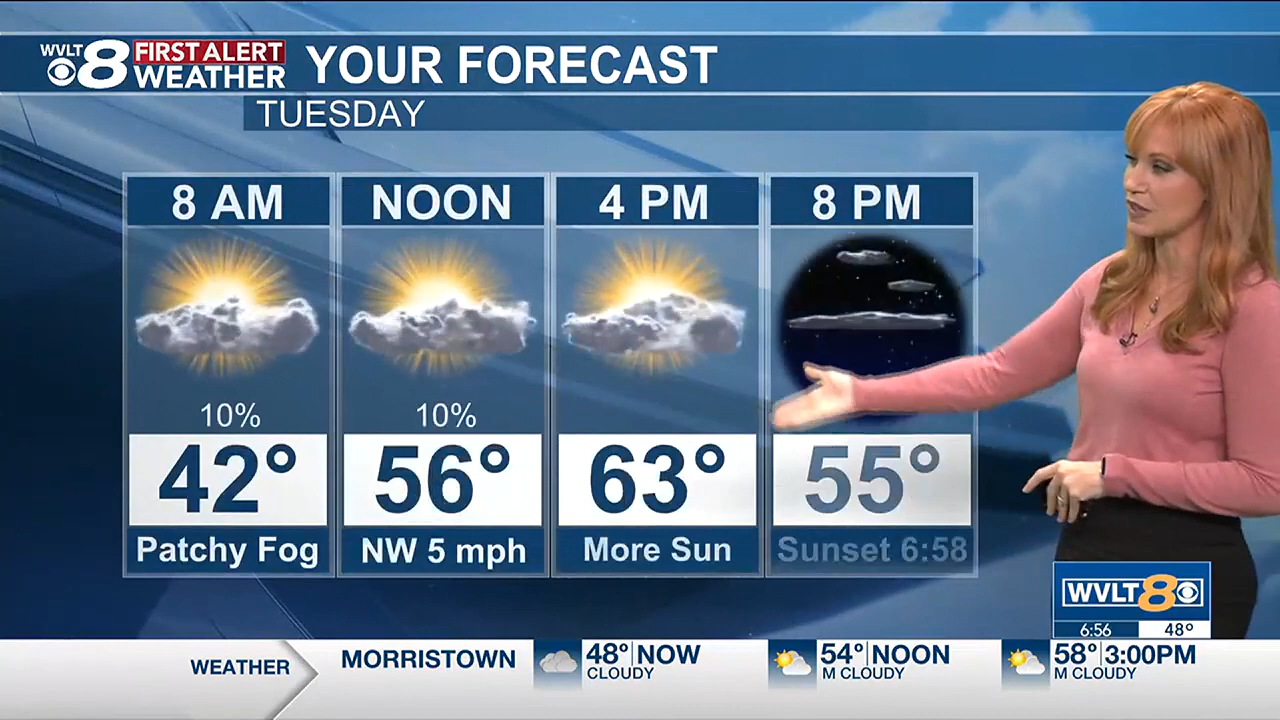 WVLT 8 FIRST ALERT WEATHER
YOUR FORECAST
TUESDAY
8 AM NOON 4 PM 8 PM
10% 10%
42° 56° 63° 55°
Patchy Fog NW 5 mph More Sun Sunset 6:58
WVLT 8
6:56 48°
WEATHER MORRISTOWN 48° NOW 54° NOON 58° 3:00PM
CLOUDY M CLOUDY M CLOUDY